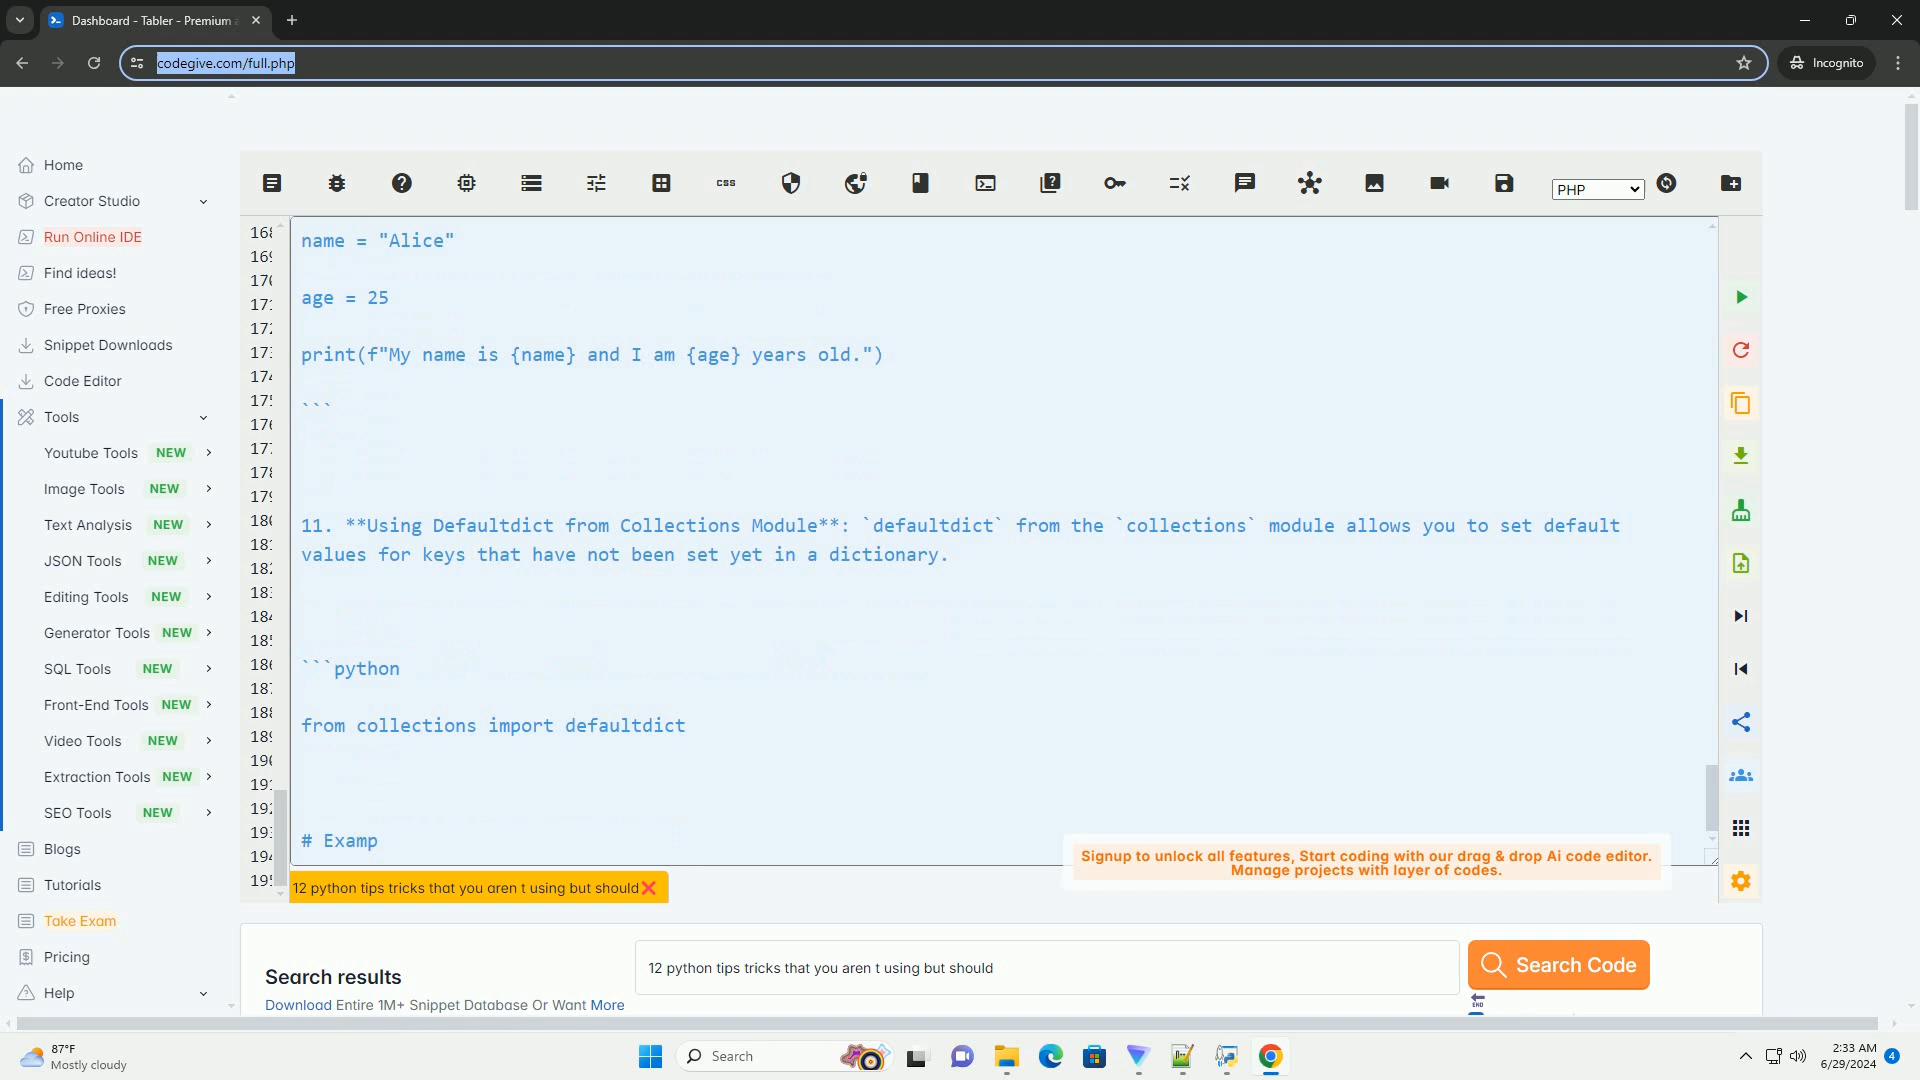 Dashboard - Tabler - Premium
codegive.com/full.php
Incognito
Home
Creator Studio
Run Online IDE
Find ideas!
Free Proxies
Snippet Downloads
Code Editor
Tools
Youtube Tools NEW
Image Tools NEW
Text Analysis NEW
JSON Tools NEW
Editing Tools NEW
Generator Tools NEW
SQL Tools NEW
Front-End Tools NEW
Video Tools NEW
Extraction Tools NEW
SEO Tools NEW
Blogs
Tutorials
Take Exam
Pricing
Help
css
PHP
name = "Alice"
age = 25
print(f"My name is {name} and I am {age} years old.")
```
11. **Using Defaultdict from Collections Module**: `defaultdict` from the `collections` module allows you to set default
values for keys that have not been set yet in a dictionary.
```python
from collections import defaultdict
# Examp
Signup to unlock all features, Start coding with our drag & drop Ai code editor.
Manage projects with layer of codes.
12 python tips tricks that you aren t using but should
Search results
12 python tips tricks that you aren t using but should
Search Code
Download Entire 1M+ Snippet Database Or Want More
END
87°F
Mostly cloudy
Search
2:33 AM
6/29/2024
4